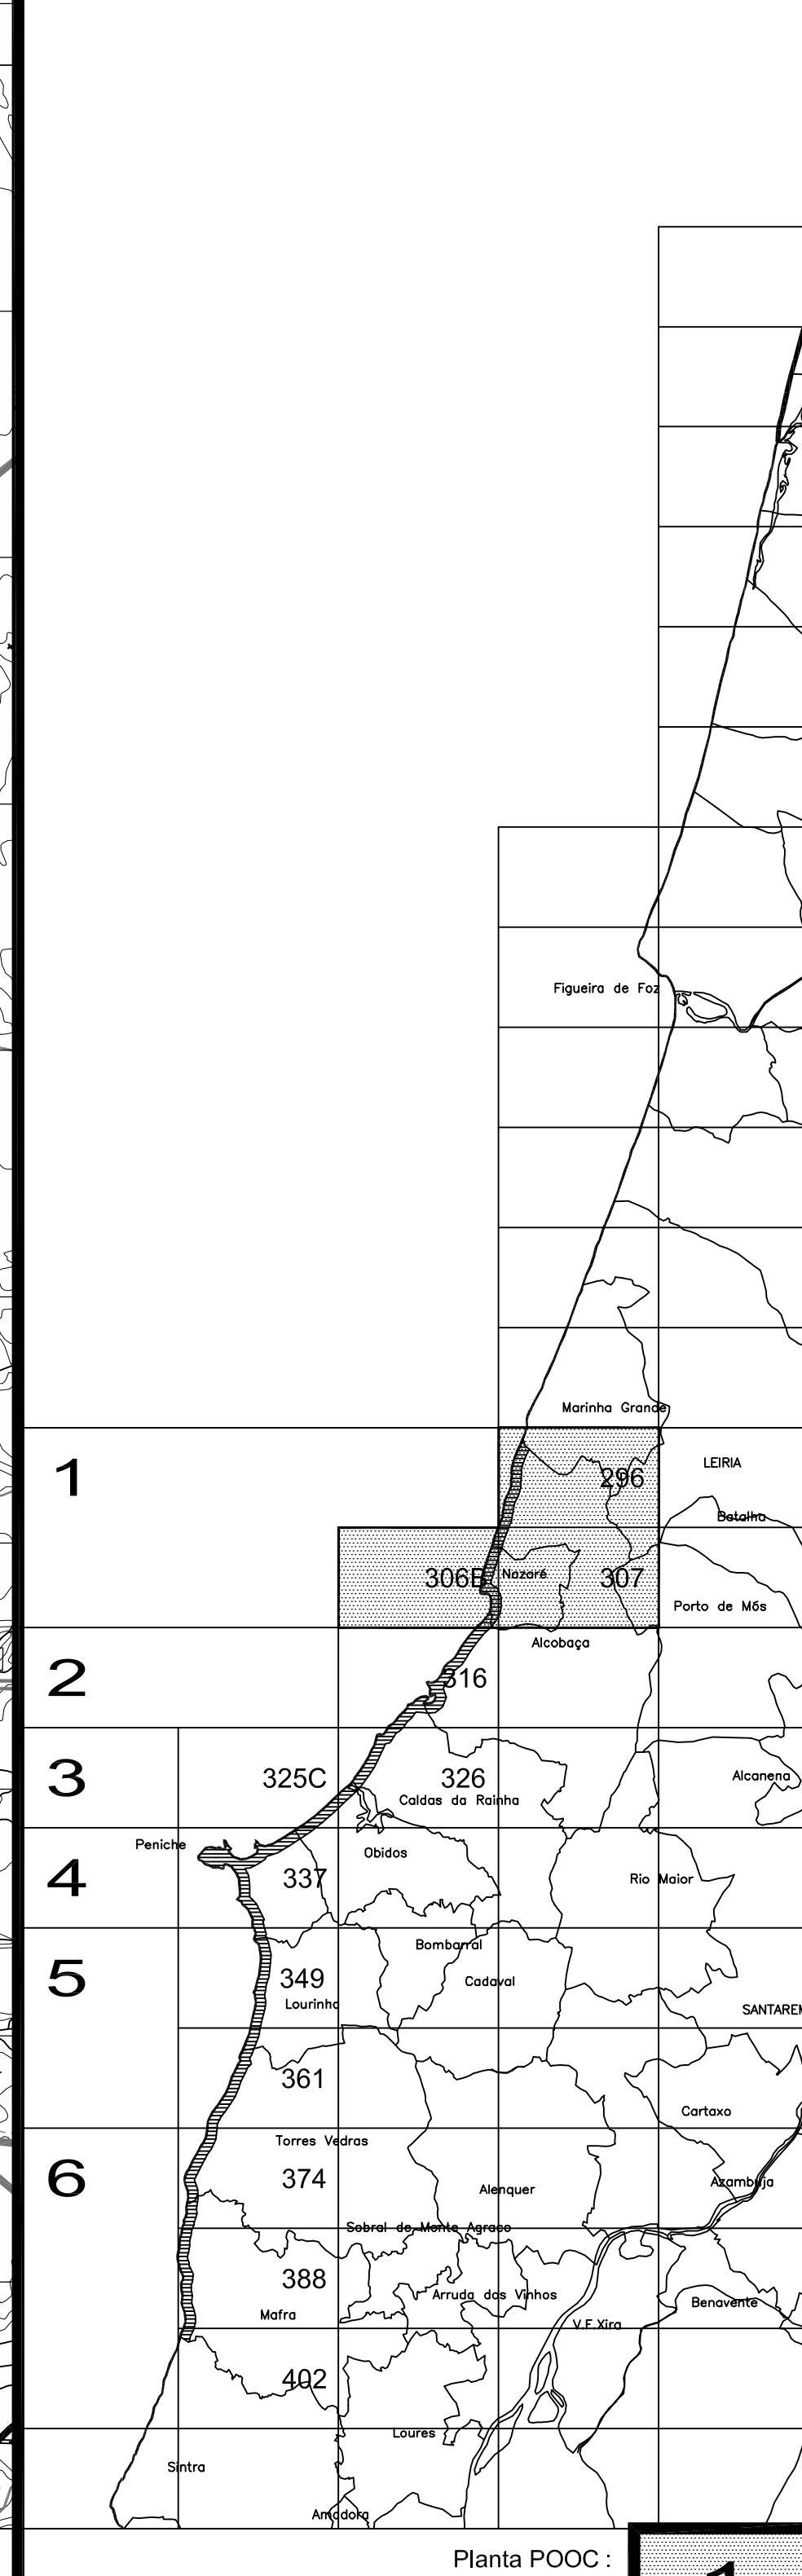 Figueira de Foz
Marinha Grande
1
296
LEIRIA
Batalha
306B
Nazaré
307
Porto de Mós
Alcobaça
2
316
3
325C
326
Alcanena
Caldas da Rainha
Peniche
Obidos
4
337
Rio Maior
Bombarral
5
349
Cadaval
Lourinha
SANTAREM
361
Cartaxo
Torres Vedras
6
374
Azambuja
Alenquer
Sobral de Monte Agraco
388
Arruda dos Vinhos
Benavente
Mafra
V.F.Xira
402
Loures
Sintra
Amadora
Planta POOC :
1